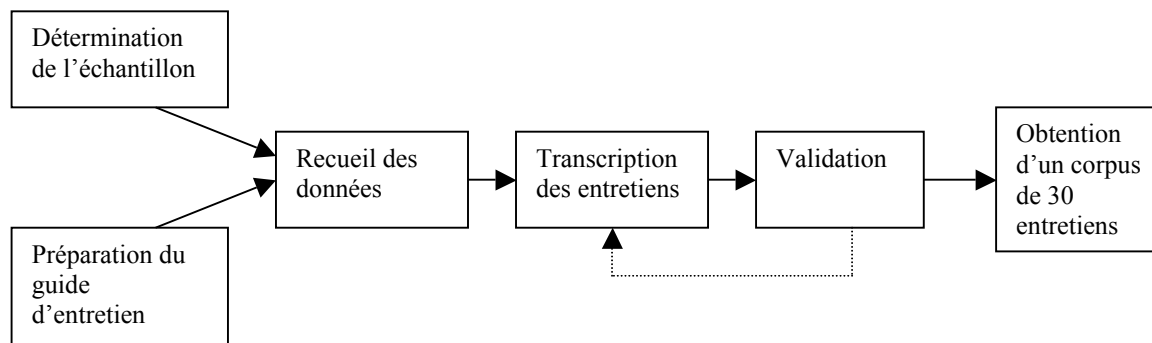 Détermination
de l’échantillon
Préparation du
guide
d’entretien
Recueil des
données
Transcription
des entretiens
Validation
Obtention
d’un corpus
de 30
entretiens